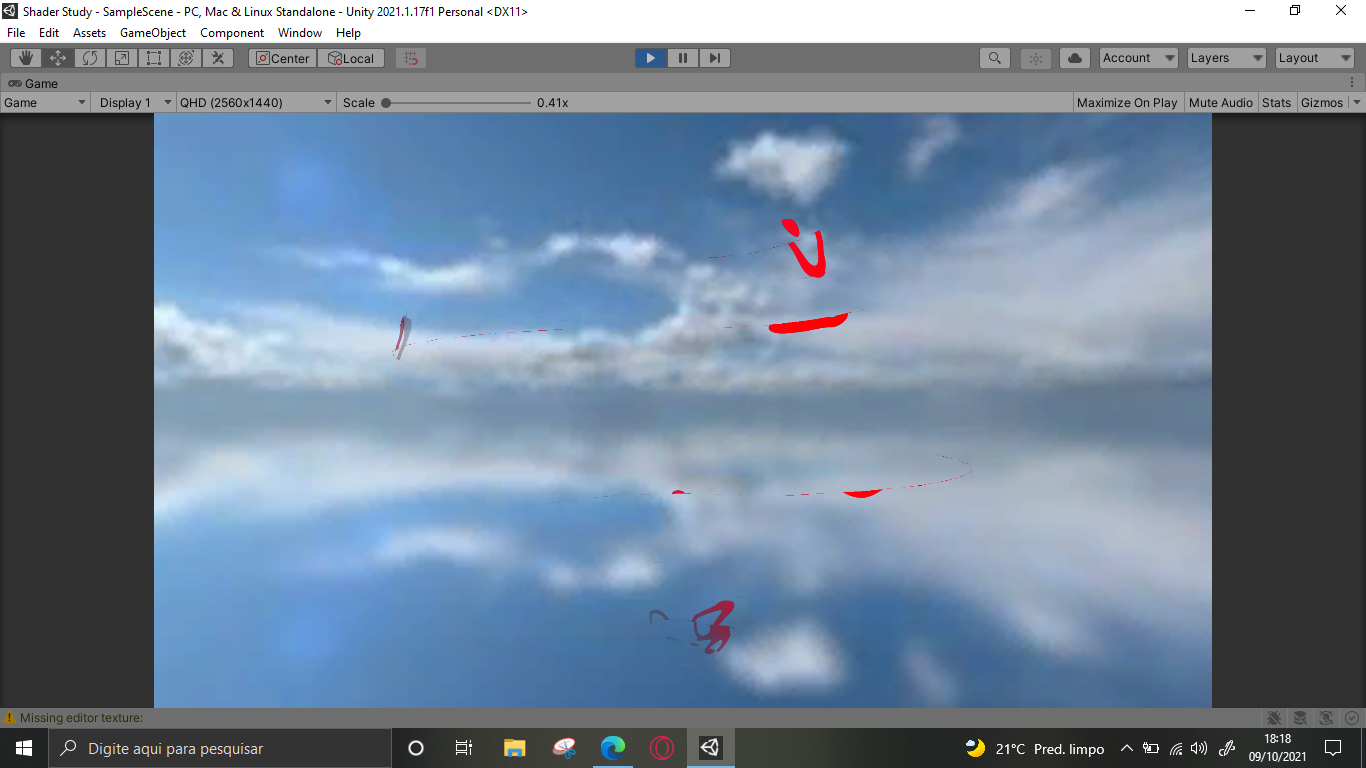 Shader Study - SampleScene - PC, Mac & Linux Standalone - Unity 2021.1.17f1 Personal <DX11>
File Edit Assets GameObject Component Window Help
Center Local Account Layers Layout
Game
Game Display 1 QHD (2560x1440) Scale 0.41x Maximize On Play Mute Audio Stats Gizmos
Missing editor texture:
Digite aqui para pesquisar 21°C Pred. limpo 18:18
09/10/2021